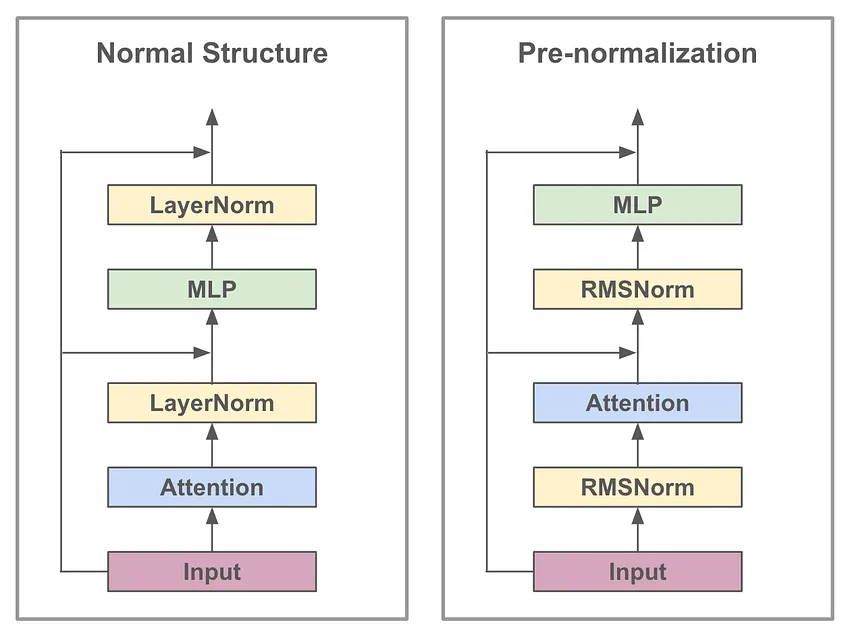 Normal Structure
LayerNorm
MLP
LayerNorm
Attention
Input
Pre-normalization
MLP
RMSNorm
Attention
RMSNorm
Input